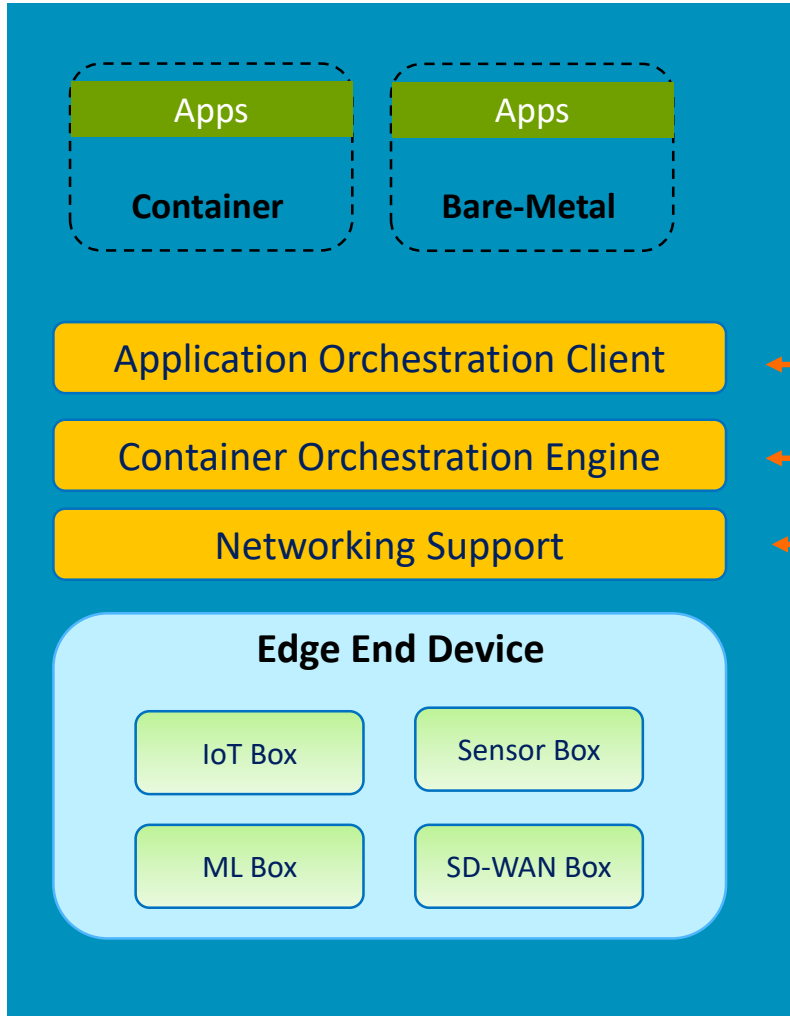 Apps
Apps
Container
Bare-Metal
Application Orchestration Client
Container Orchestration Engine
Networking Support
Edge End Device
IoT Box
Sensor Box
ML Box
SD-WAN Box